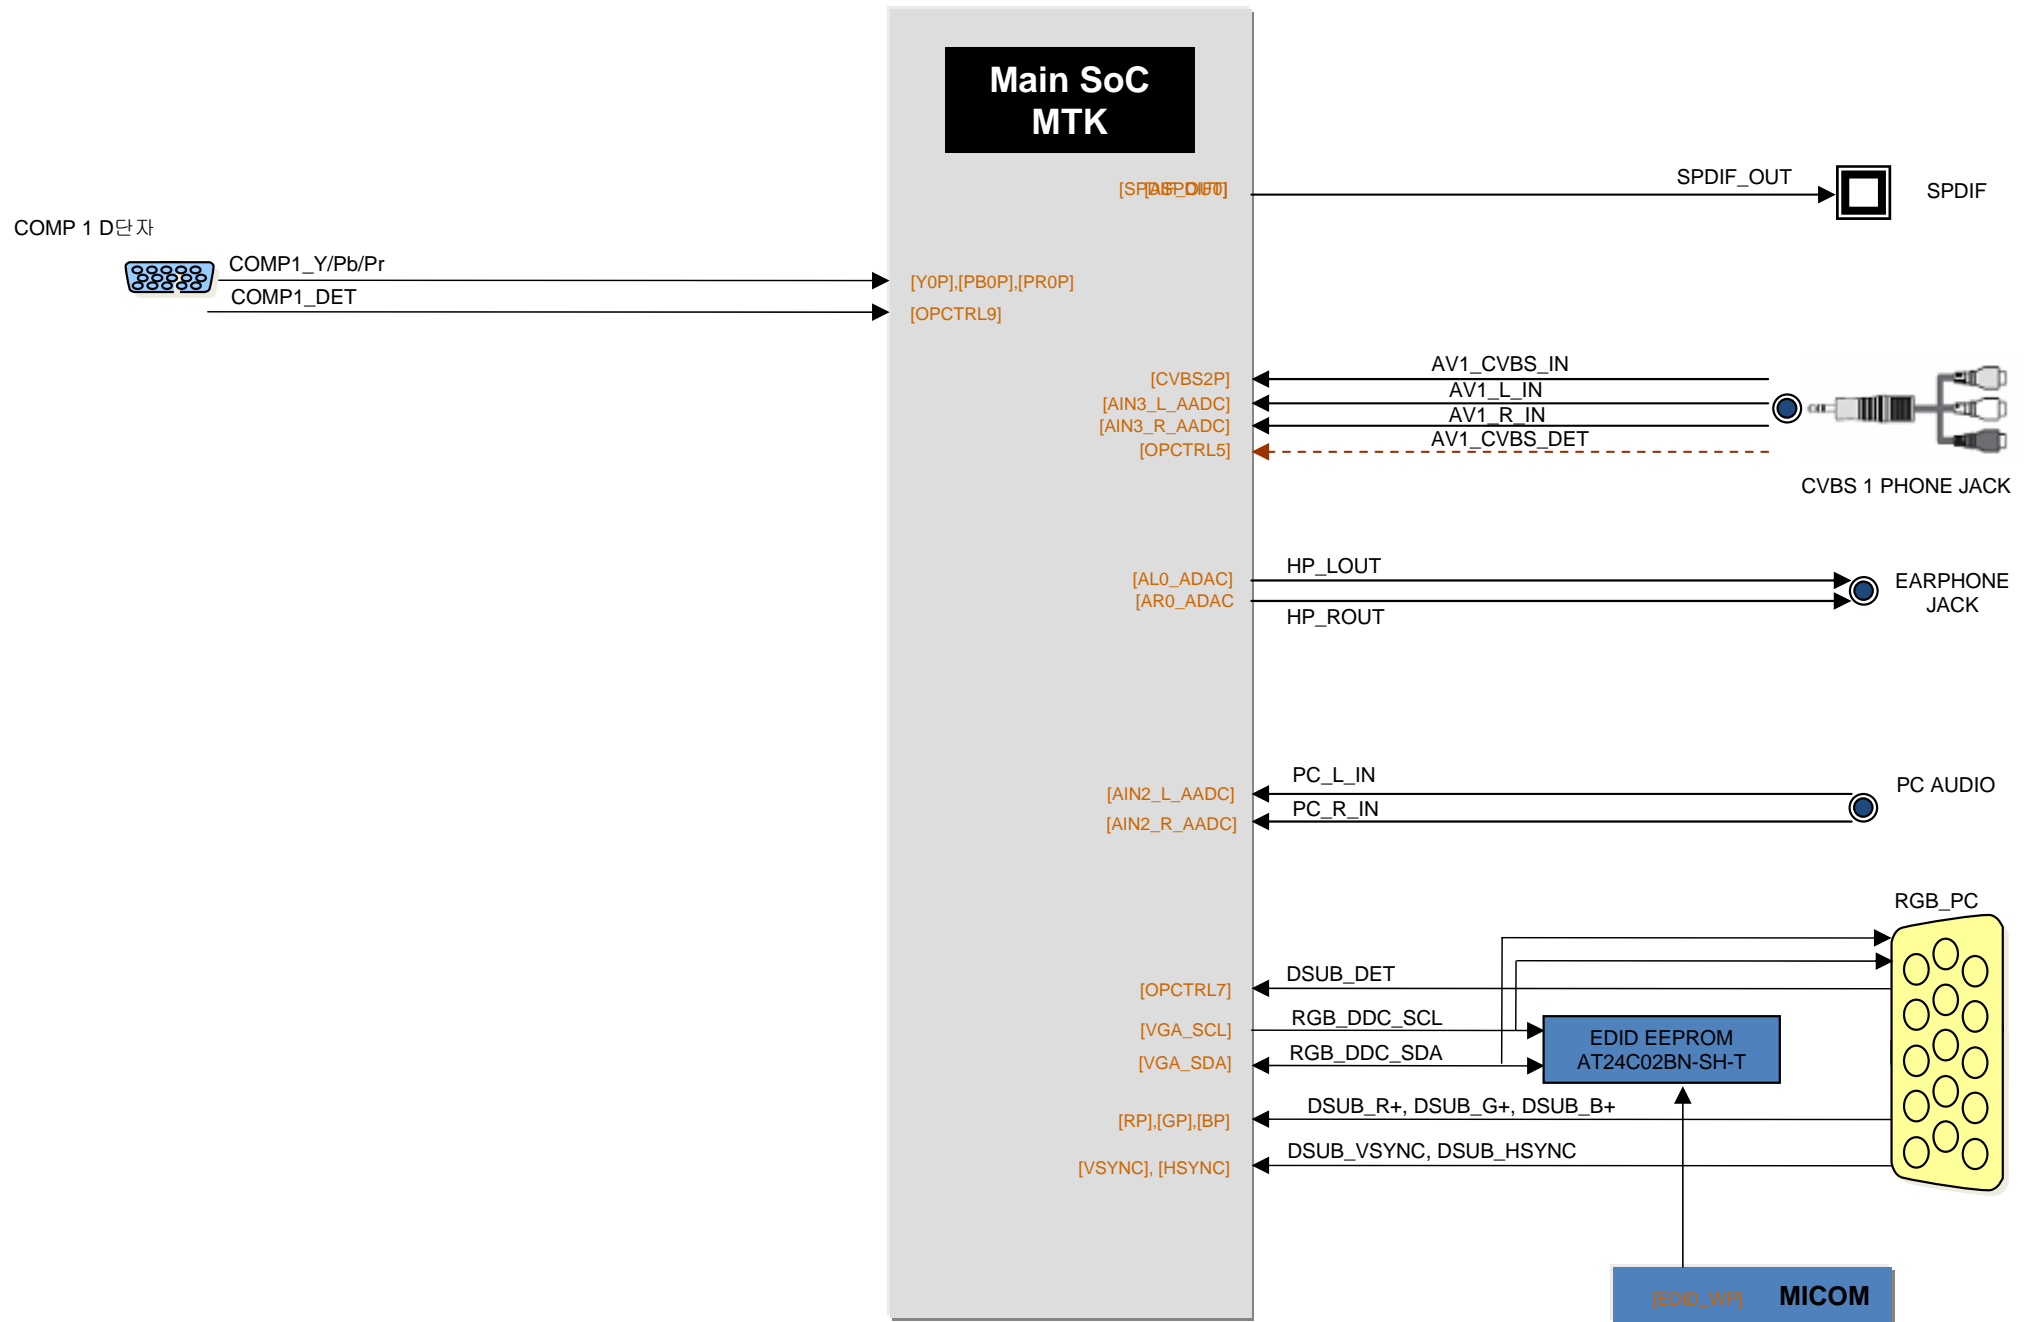 Main SoC
MTK
SPDIF_OUT
SPDIF
COMP 1 D단자
COMP1_Y/Pb/Pr
[Y0P],[PB0P],[PR0P]
COMP1_DET
[OPCTRL9]
AV1_CVBS_IN
[CVBS2P]
AV1_L_IN
[AIN3_L_AADC]
AV1_R_IN
[AIN3_R_AADC]
AV1_CVBS_DET
[OPCTRL5]
CVBS 1 PHONE JACK
HP_LOUT
[AL0_ADAC]
[AR0_ADAC
HP_ROUT
EARPHONE
JACK
PC_L_IN
[AIN2_L_AADC]
PC_R_IN
[AIN2_R_AADC]
PC AUDIO
RGB_PC
DSUB_DET
[OPCTRL7]
RGB_DDC_SCL
[VGA_SCL]
RGB_DDC_SDA
[VGA_SDA]
EDID EEPROM
AT24C02BN-SH-T
DSUB_R+, DSUB_G+, DSUB_B+
[RP],[GP],[BP]
DSUB_VSYNC, DSUB_HSYNC
[VSYNC], [HSYNC]
[EDID_WP] MICOM